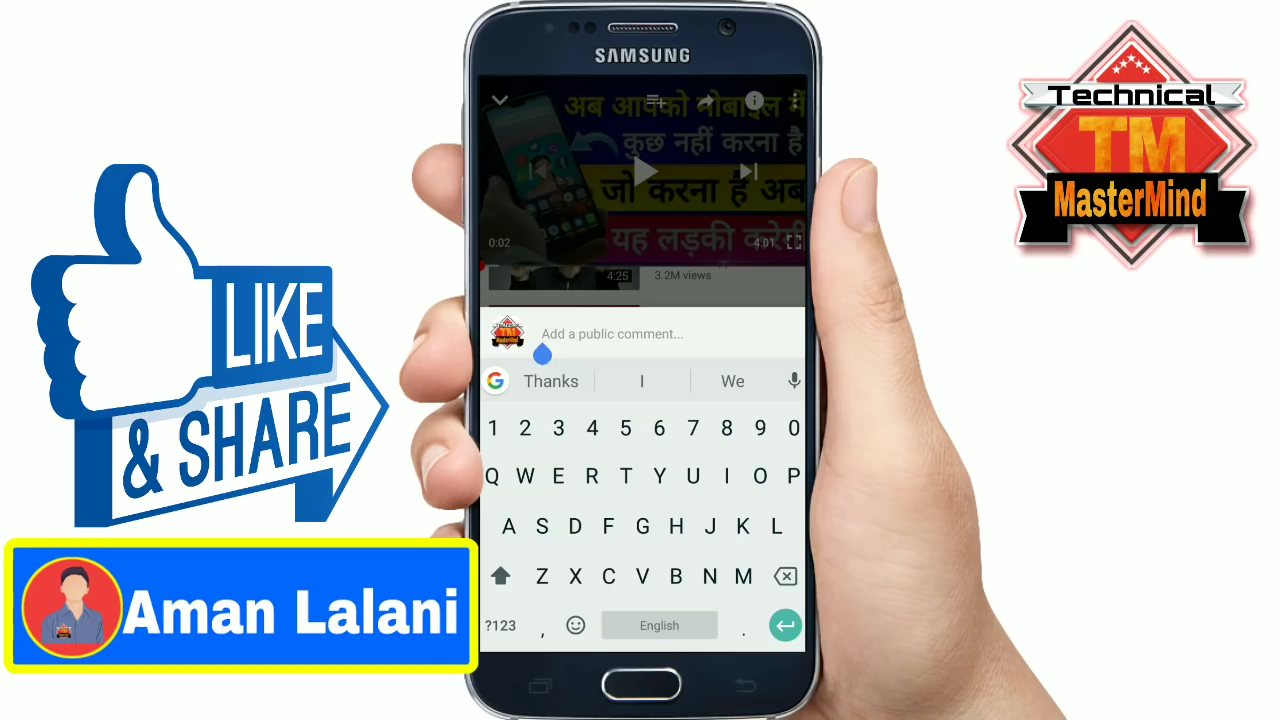 SAMSUNG
अब आपको मोबाइल में
कुछ नहीं करना है
जो करना है अब
यह लड़की करेगी
0:02
4:01
4:25
3.2M views
Add a public comment...
Thanks
I
We
1 2 3 4 5 6 7 8 9 0
Q W E R T Y U I O P
A S D F G H J K L
Z X C V B N M
?123 , English .
LIKE
& SHARE
Aman Lalani
Technical
TM
MasterMind